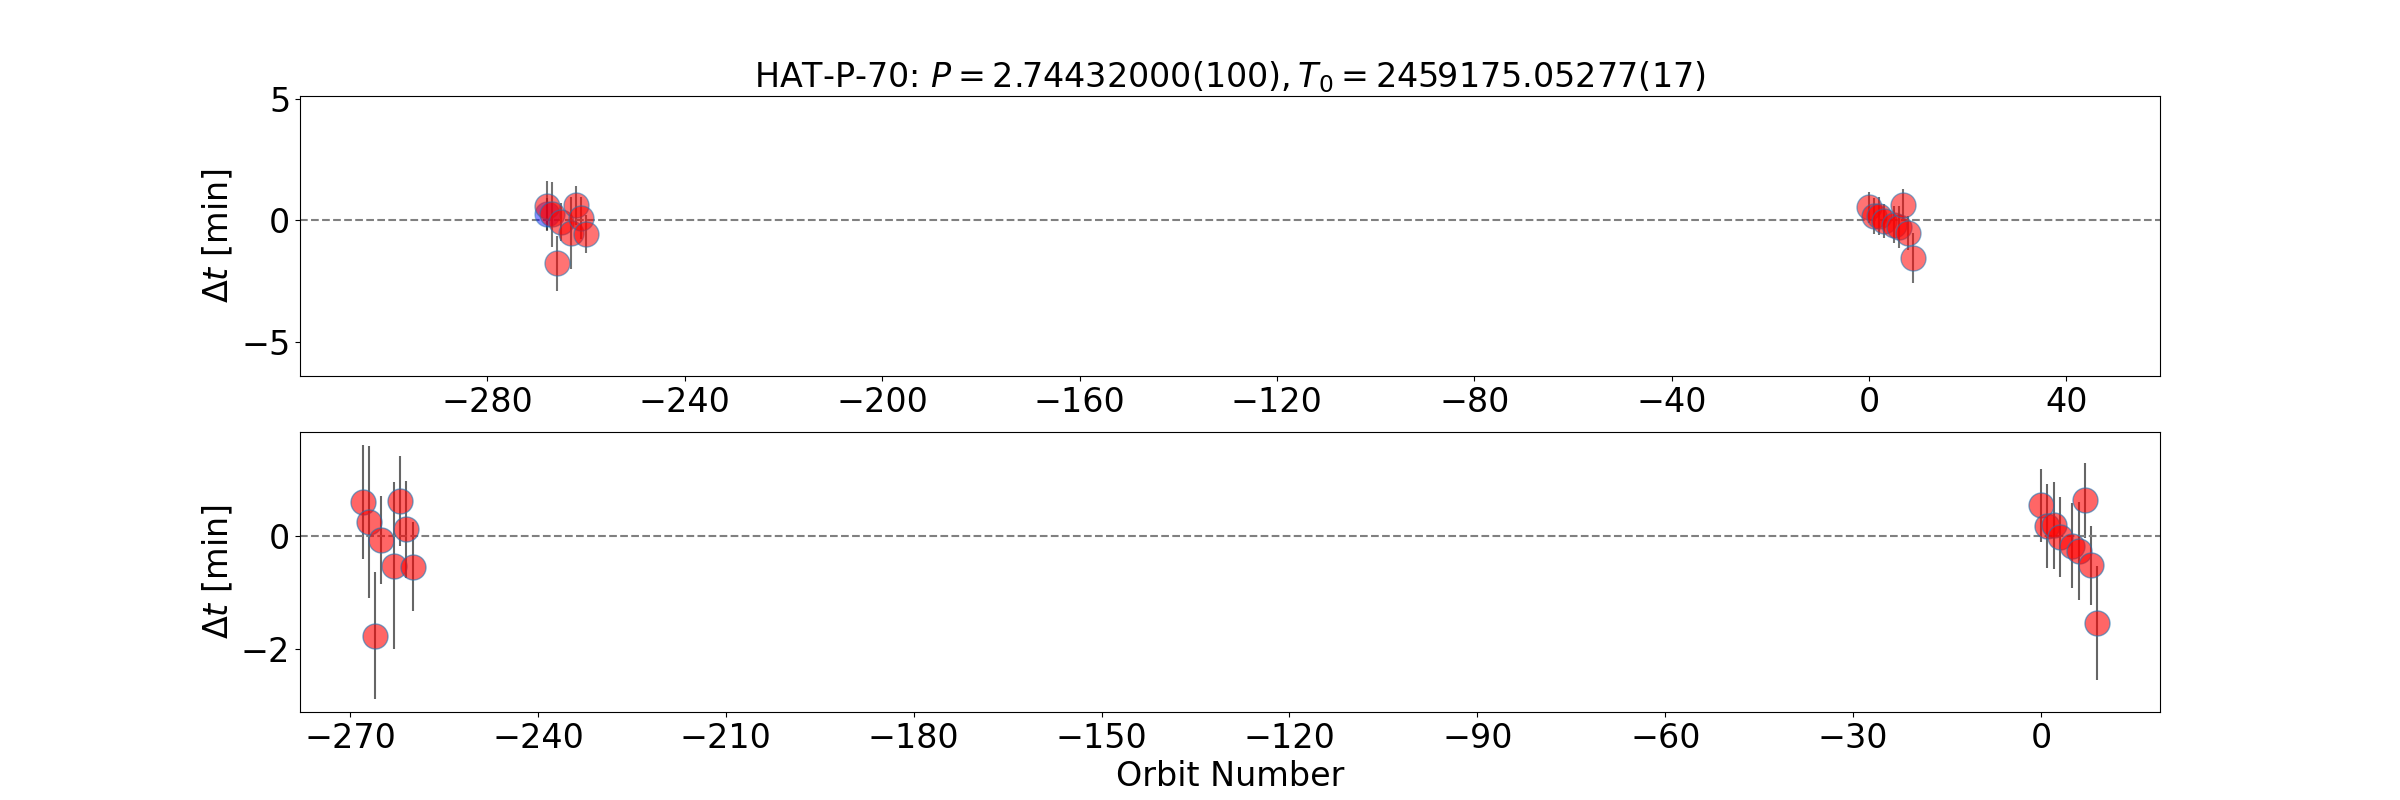 HAT-P-70: P = 2.74432000(100), T₀ = 2459175.05277(17)
5
0
−5
Δt [min]
−280 −240 −200 −160 −120 −80 −40 0 40
0
−2
Δt [min]
−270 −240 −210 −180 −150 −120 −90 −60 −30 0
Orbit Number